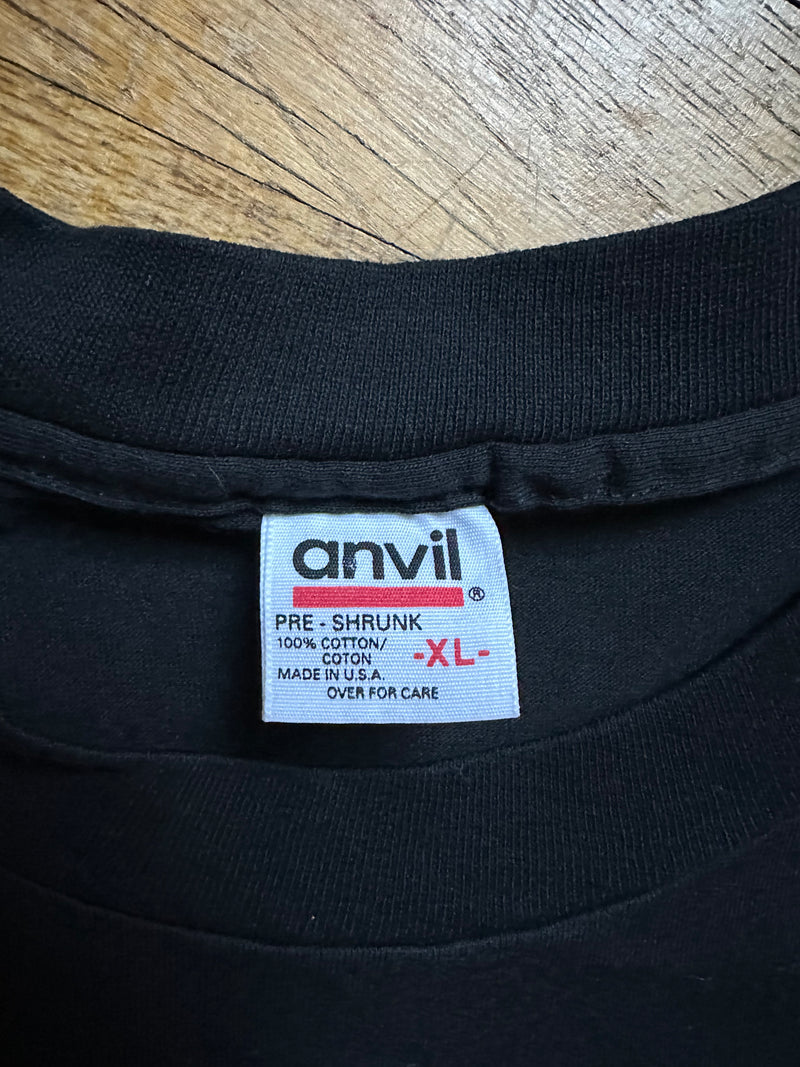 anvil®
PRE - SHRUNK
100% COTTON/
COTON -XL-
MADE IN U.S.A.
OVER FOR CARE